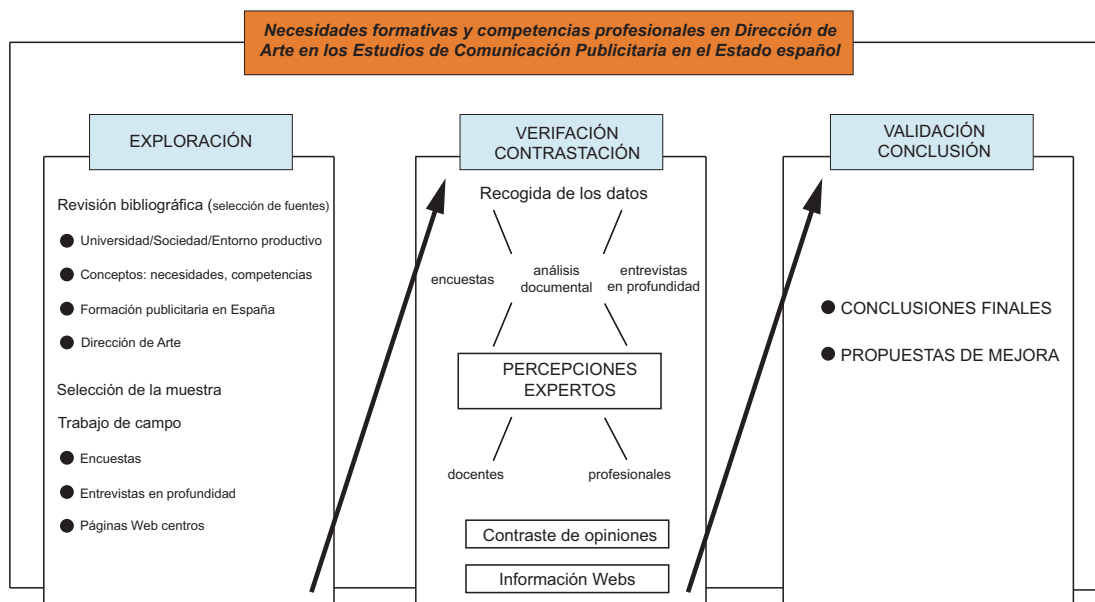 Necesidades formativas y competencias profesionales en Dirección de
Arte en los Estudios de Comunicación Publicitaria en el Estado español
EXPLORACIÓN
Revisión bibliográfica (selección de fuentes)
Universidad/Sociedad/Entorno productivo
Conceptos: necesidades, competencias
Formación publicitaria en España
Dirección de Arte
Selección de la muestra
Trabajo de campo
Encuestas
Entrevistas en profundidad
Páginas Web centros
VERIFACIÓN
CONTRASTACIÓN
Recogida de los datos
encuestas
análisis
documental
entrevistas
en profundidad
PERCEPCIONES
EXPERTOS
docentes
profesionales
Contraste de opiniones
Información Webs
VALIDACIÓN
CONCLUSIÓN
CONCLUSIONES FINALES
PROPUESTAS DE MEJORA